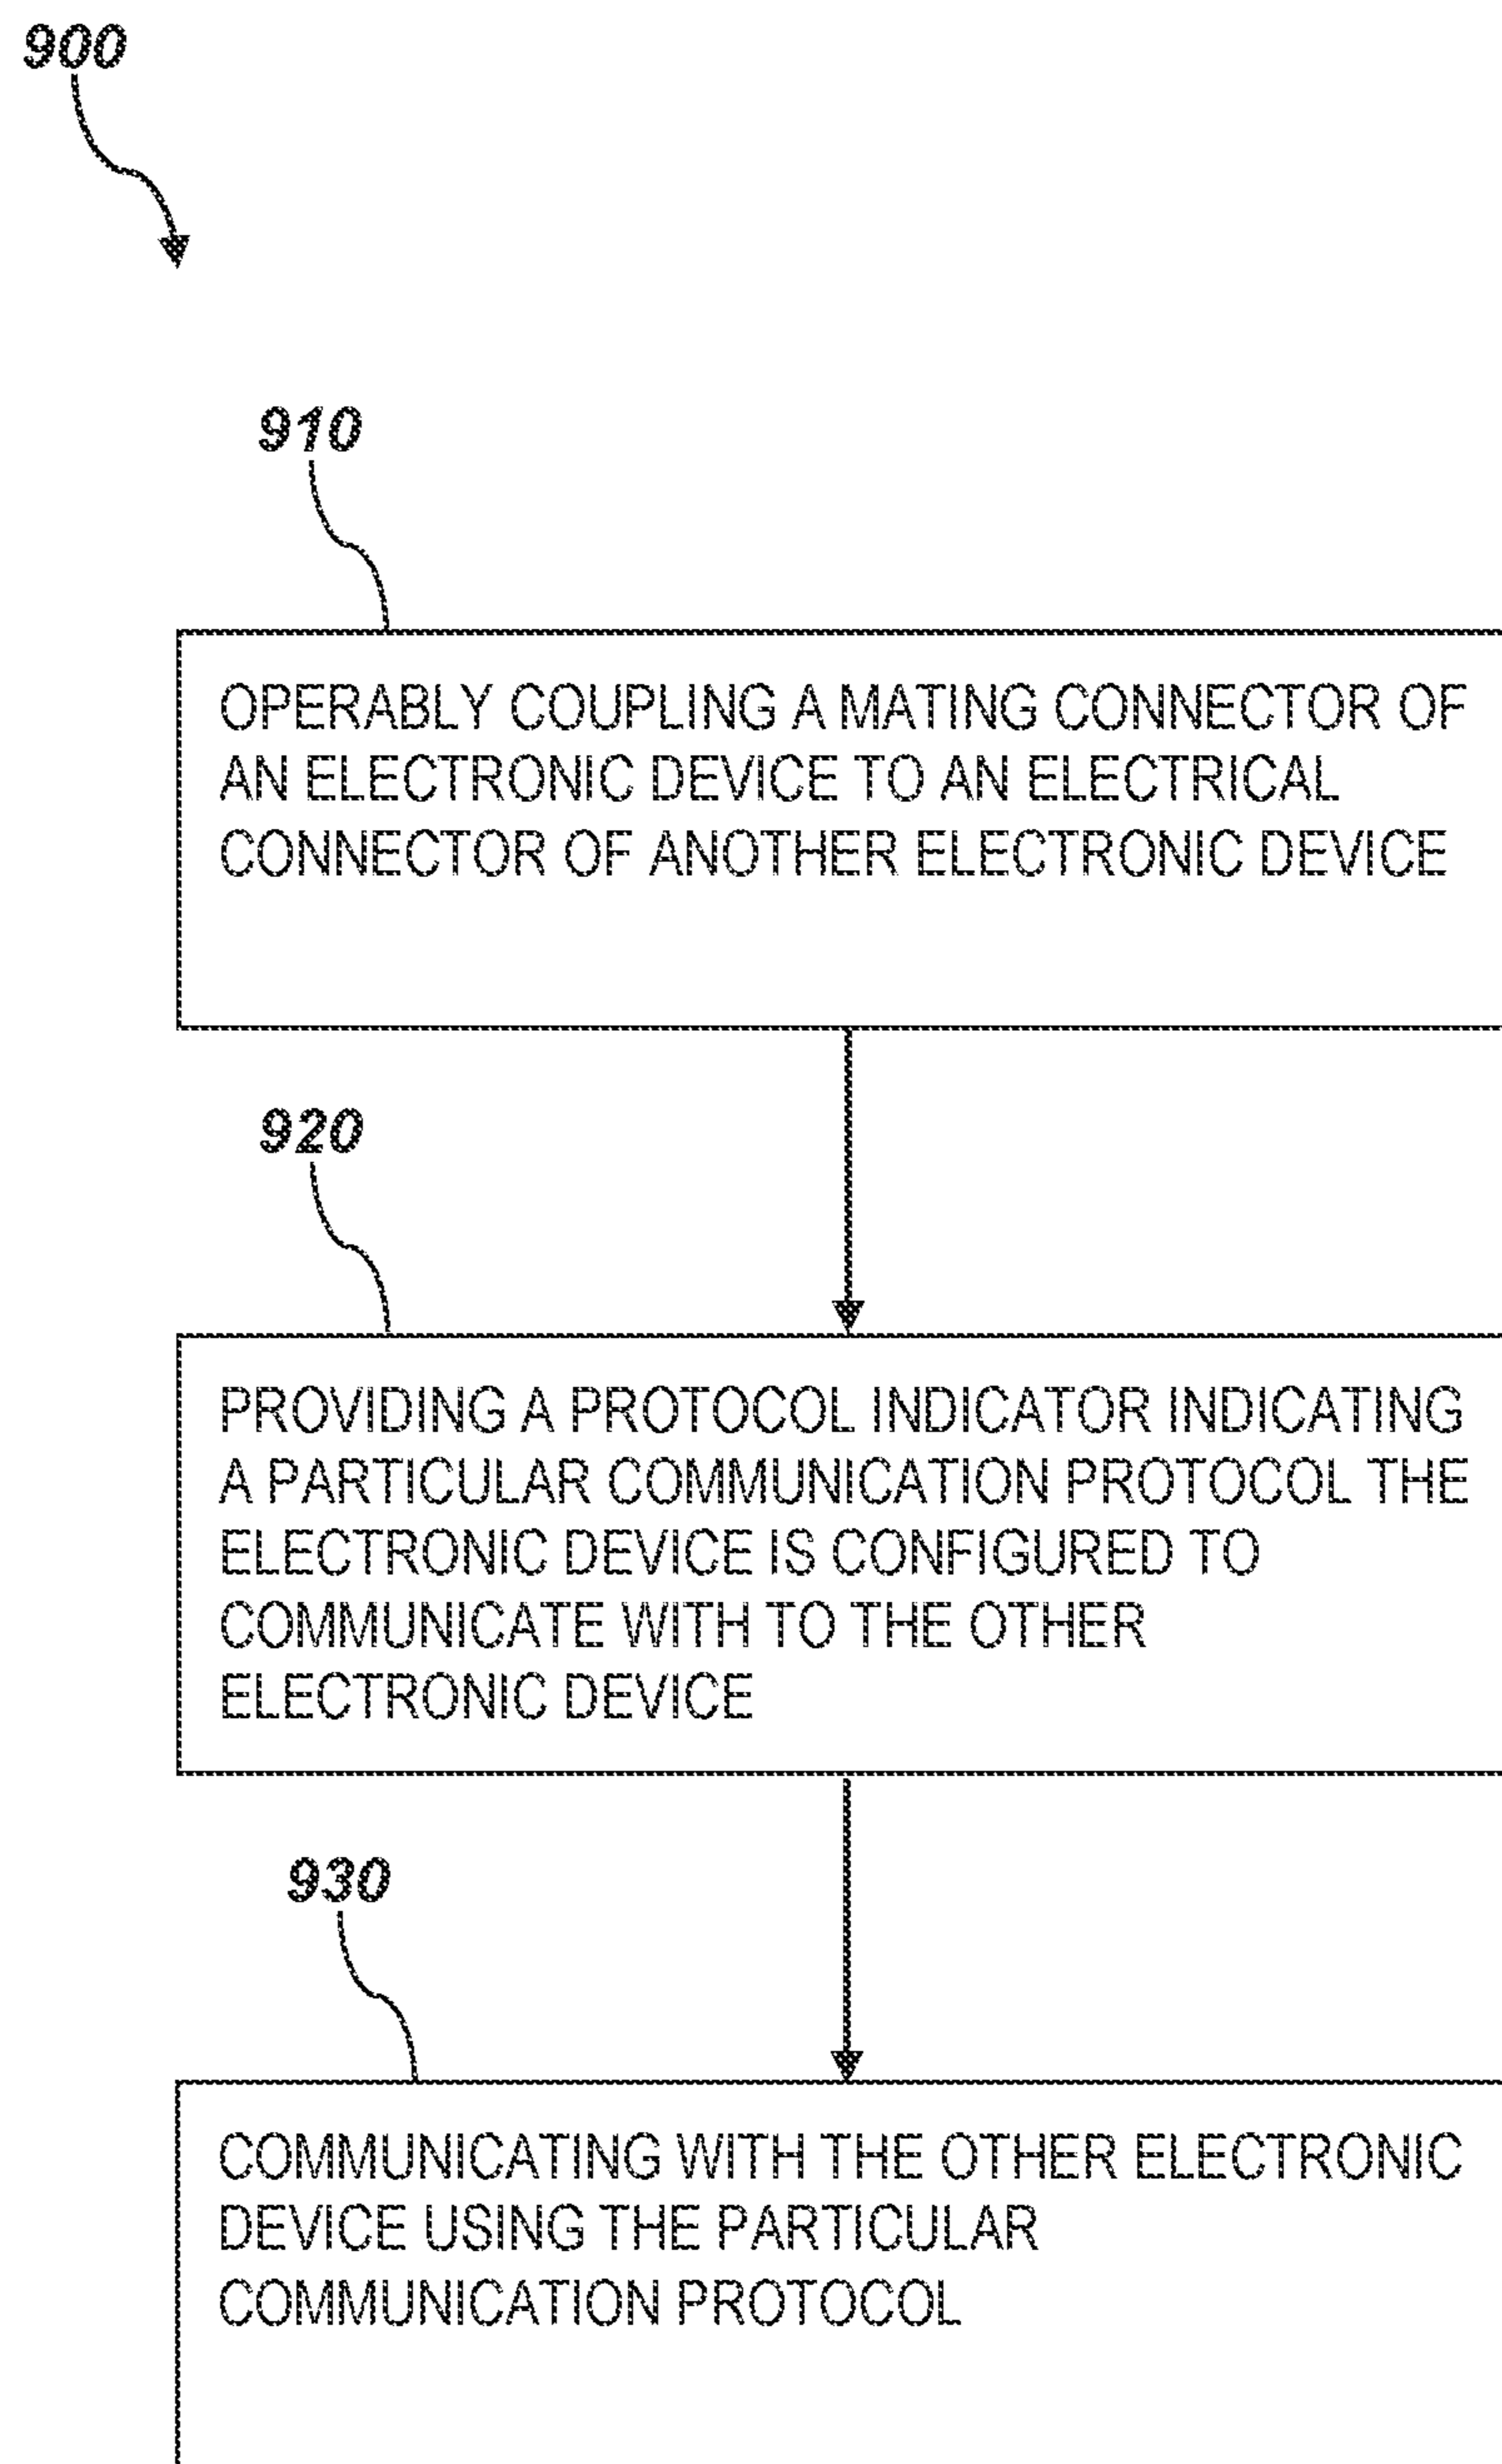 900
910
OPERABLY COUPLING A MATING CONNECTOR OF
AN ELECTRONIC DEVICE TO AN ELECTRICAL
CONNECTOR OF ANOTHER ELECTRONIC DEVICE
920
PROVIDING A PROTOCOL INDICATOR INDICATING
A PARTICULAR COMMUNICATION PROTOCOL THE
ELECTRONIC DEVICE IS CONFIGURED TO
COMMUNICATE WITH TO THE OTHER
ELECTRONIC DEVICE
930
COMMUNICATING WITH THE OTHER ELECTRONIC
DEVICE USING THE PARTICULAR
COMMUNICATION PROTOCOL